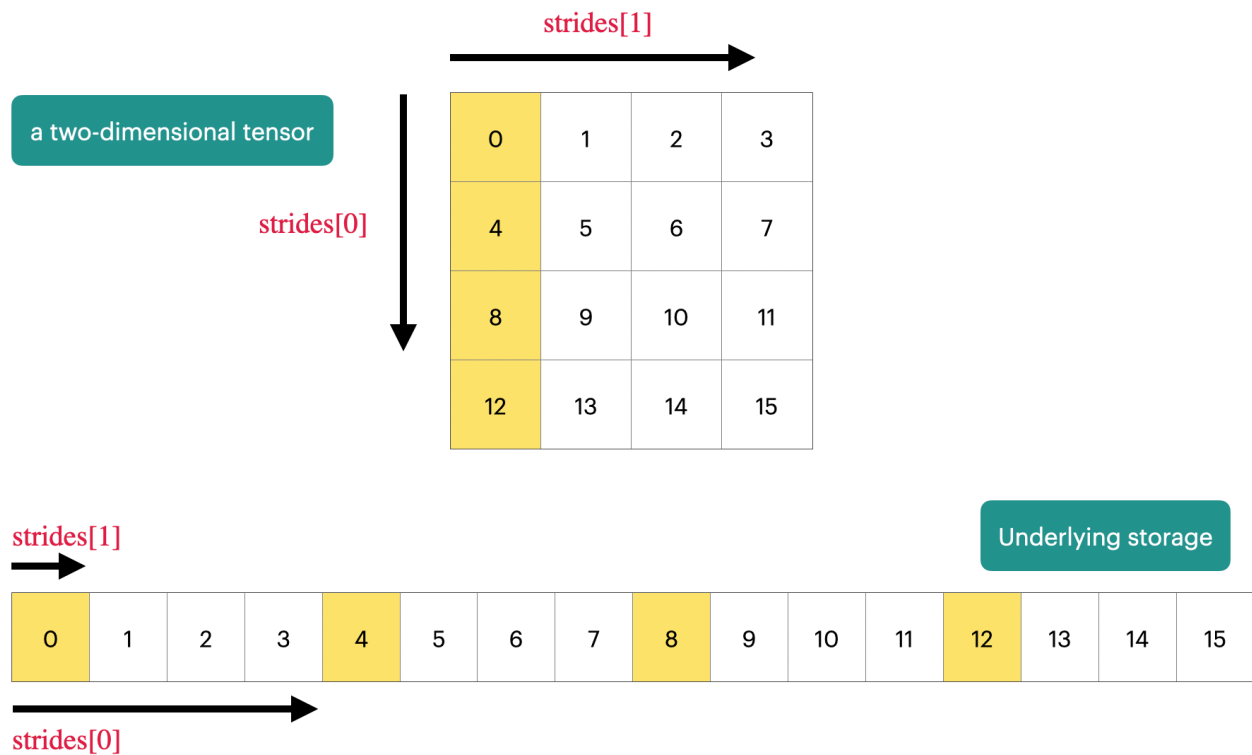 strides[1]
a two-dimensional tensor
0 1 2 3
strides[0]
4 5 6 7
8 9 10 11
12 13 14 15
Underlying storage
strides[1]
0 1 2 3 4 5 6 7 8 9 10 11 12 13 14 15
strides[0]